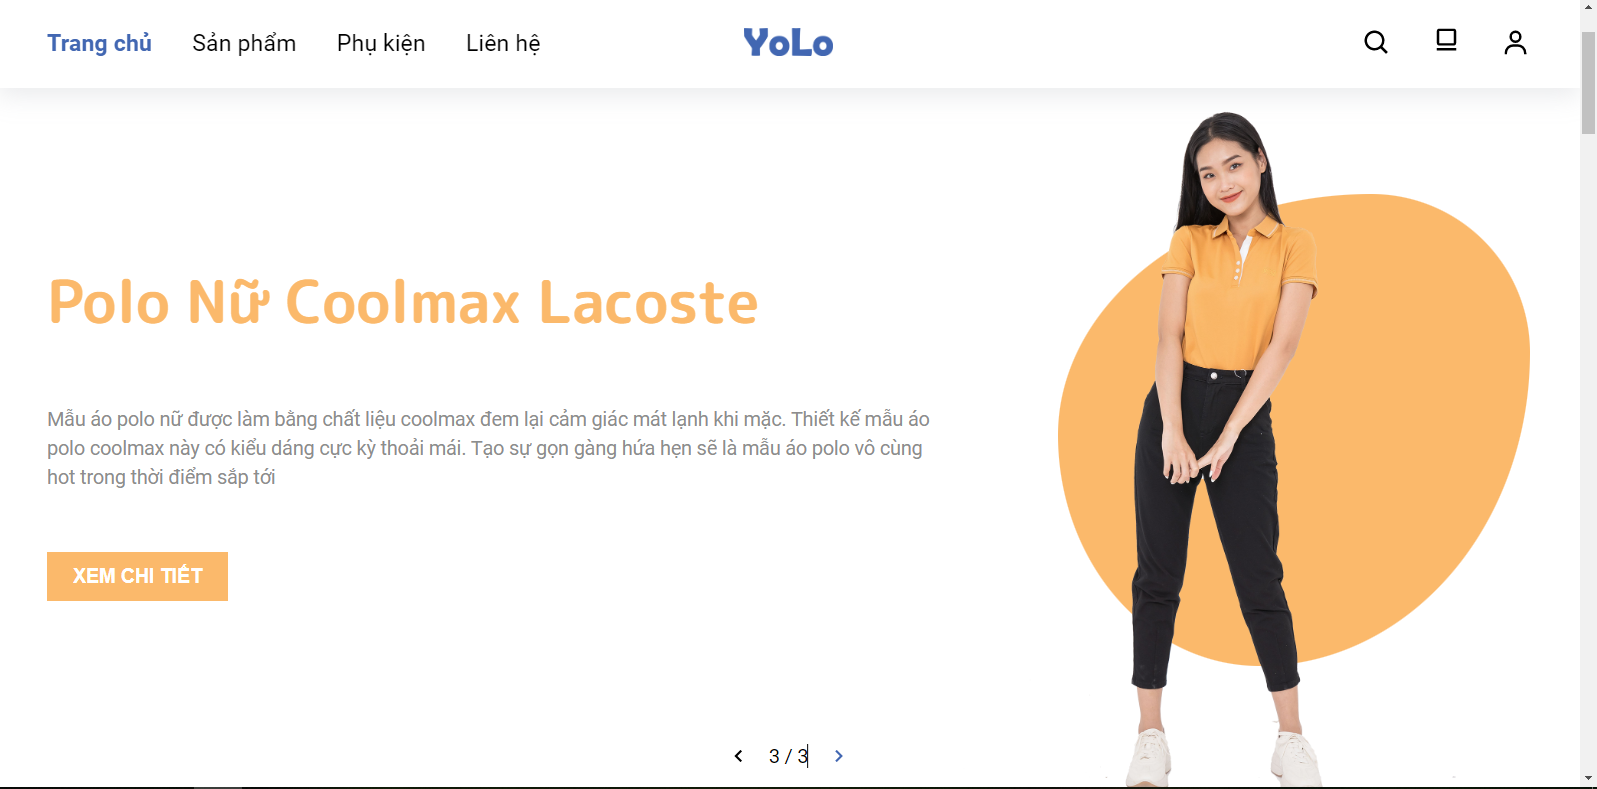 Trang chủ Sản phẩm Phụ kiện Liên hệ YoLo
Polo Nữ Coolmax Lacoste
Mẫu áo polo nữ được làm bằng chất liệu coolmax đem lại cảm giác mát lạnh khi mặc. Thiết kế mẫu áo
polo coolmax này có kiểu dáng cực kỳ thoải mái. Tạo sự gọn gàng hứa hẹn sẽ là mẫu áo polo vô cùng
hot trong thời điểm sắp tới
XEM CHI TIẾT
3 / 3